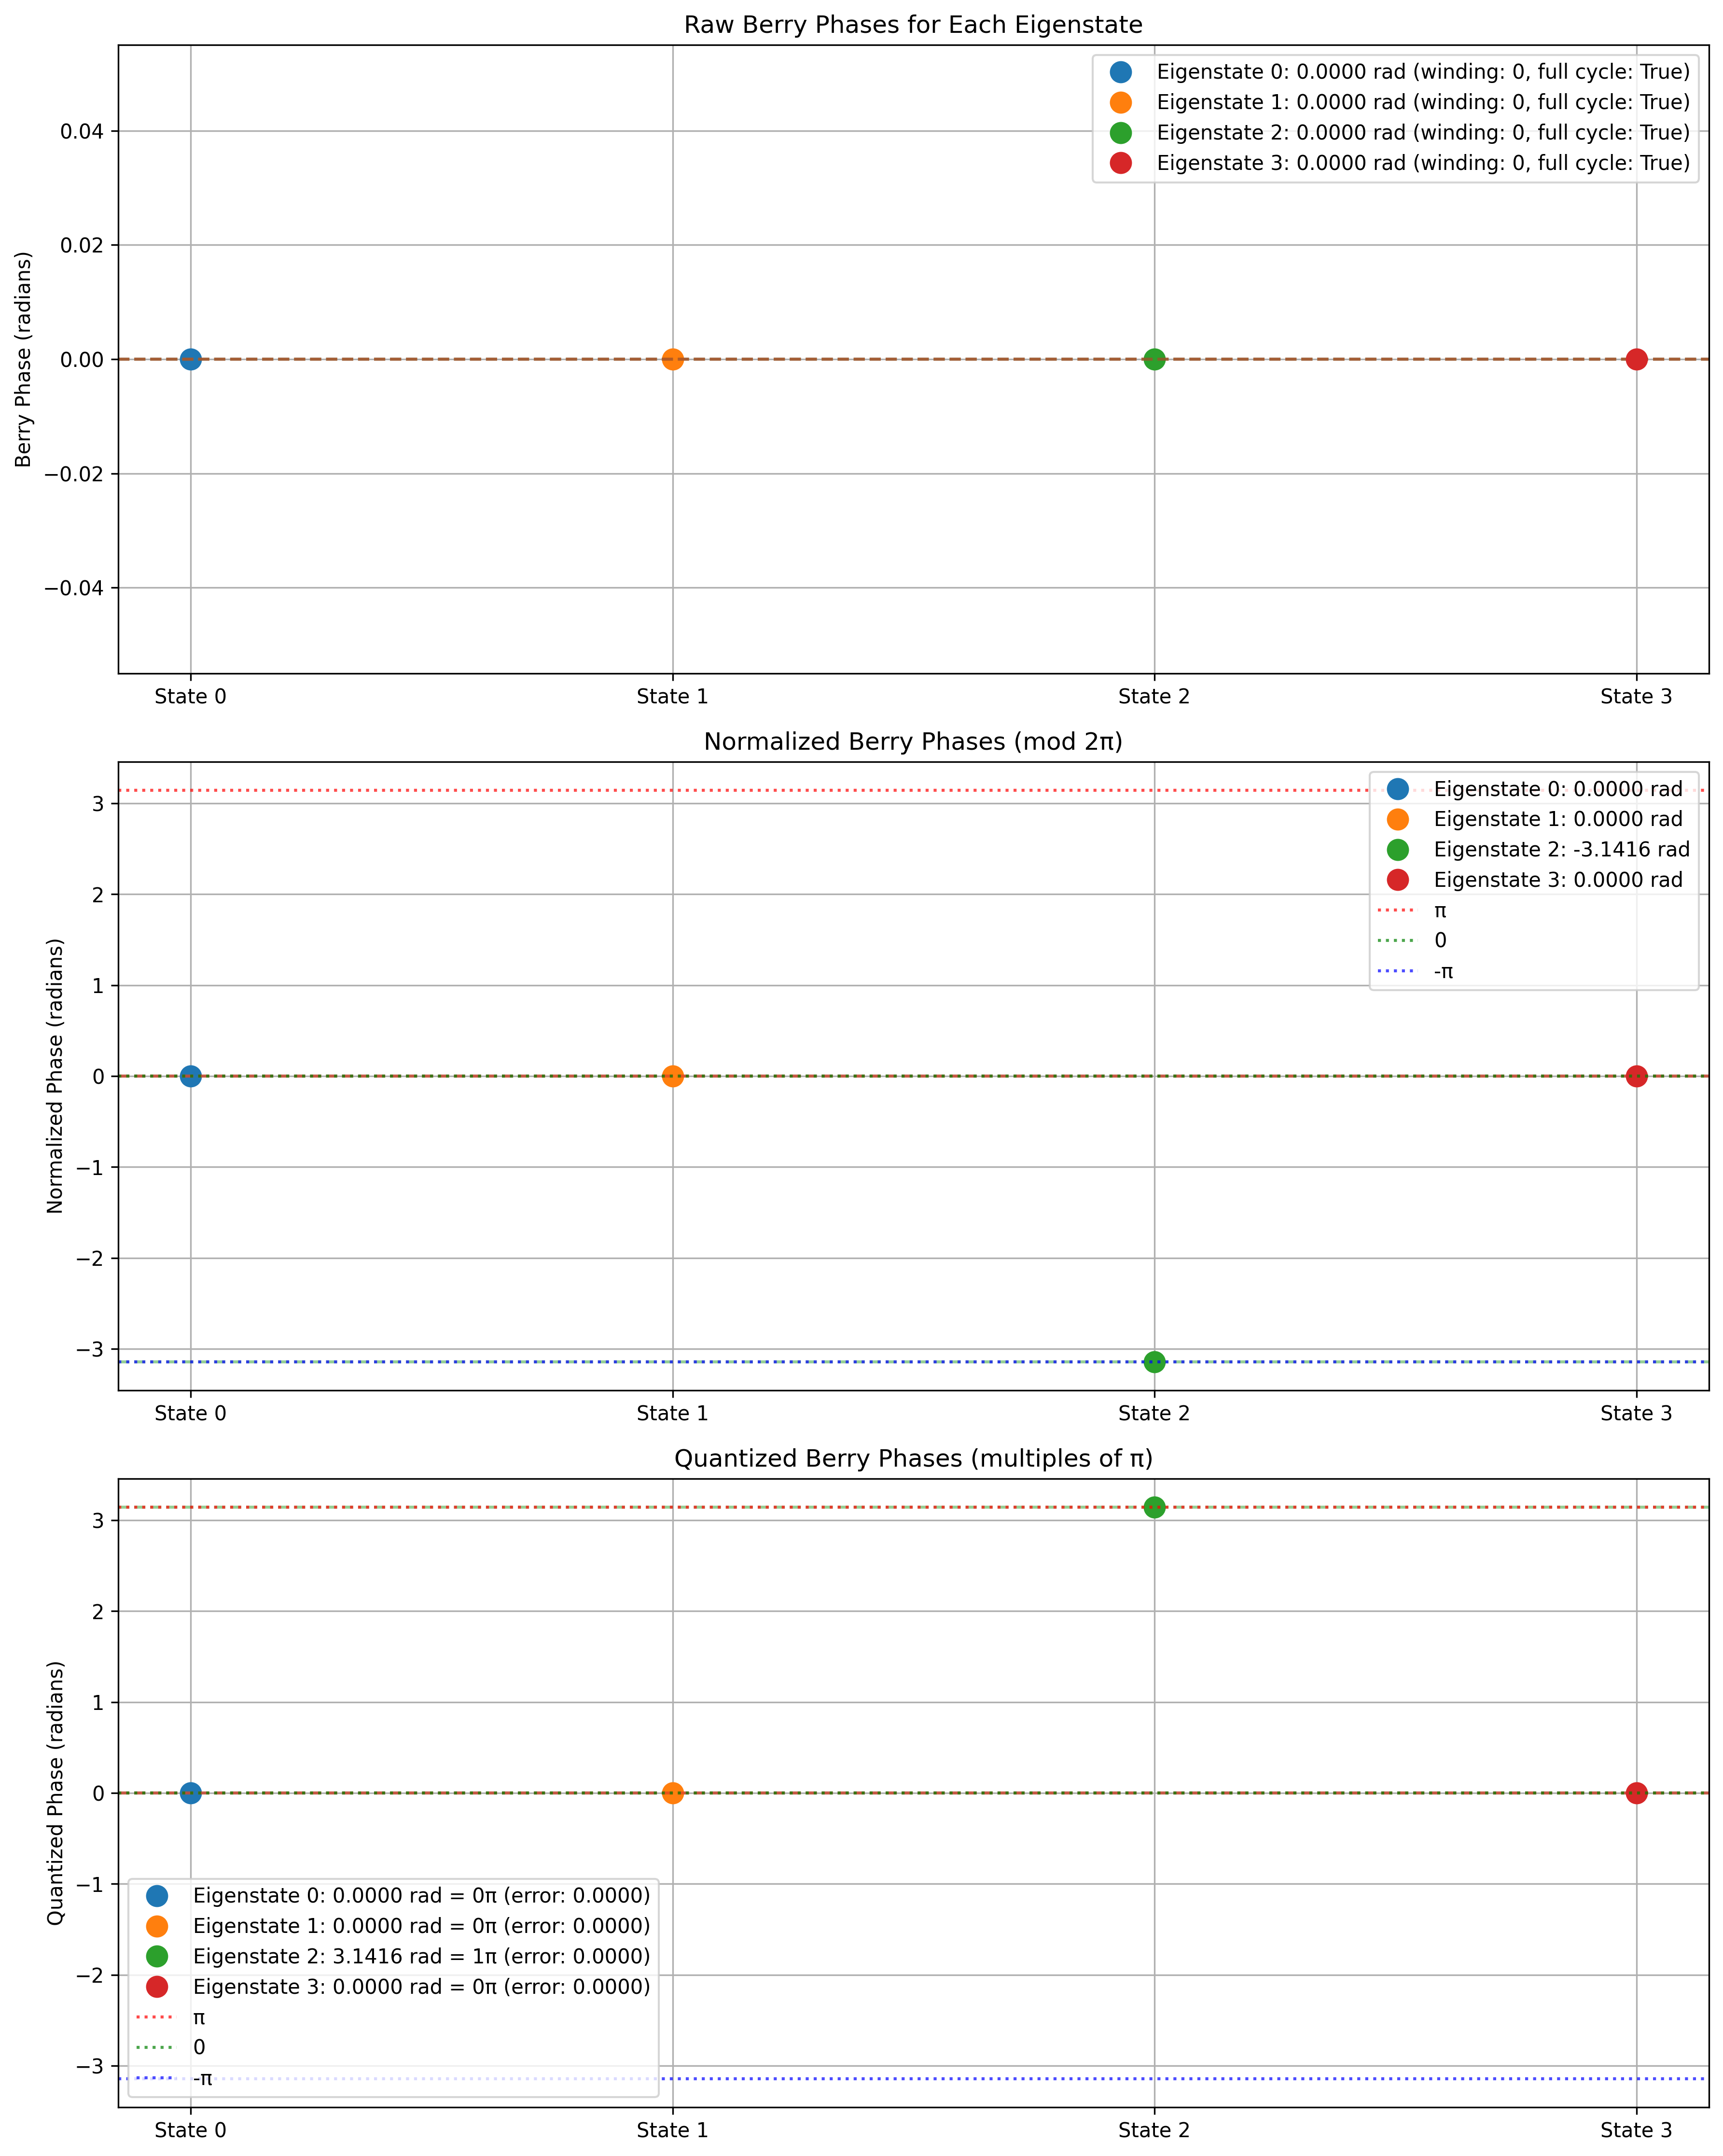 Raw Berry Phases for Each Eigenstate
Eigenstate 0: 0.0000 rad (winding: 0, full cycle: True)
Eigenstate 1: 0.0000 rad (winding: 0, full cycle: True)
Eigenstate 2: 0.0000 rad (winding: 0, full cycle: True)
Eigenstate 3: 0.0000 rad (winding: 0, full cycle: True)
Berry Phase (radians)
0.04
0.02
0.00
−0.02
−0.04
State 0 State 1 State 2 State 3
Normalized Berry Phases (mod 2π)
Eigenstate 0: 0.0000 rad
Eigenstate 1: 0.0000 rad
Eigenstate 2: -3.1416 rad
Eigenstate 3: 0.0000 rad
π
0
-π
Normalized Phase (radians)
3
2
1
0
−1
−2
−3
State 0 State 1 State 2 State 3
Quantized Berry Phases (multiples of π)
Quantized Phase (radians)
3
2
1
0
−1
−2
−3
Eigenstate 0: 0.0000 rad = 0π (error: 0.0000)
Eigenstate 1: 0.0000 rad = 0π (error: 0.0000)
Eigenstate 2: 3.1416 rad = 1π (error: 0.0000)
Eigenstate 3: 0.0000 rad = 0π (error: 0.0000)
π
0
-π
State 0 State 1 State 2 State 3